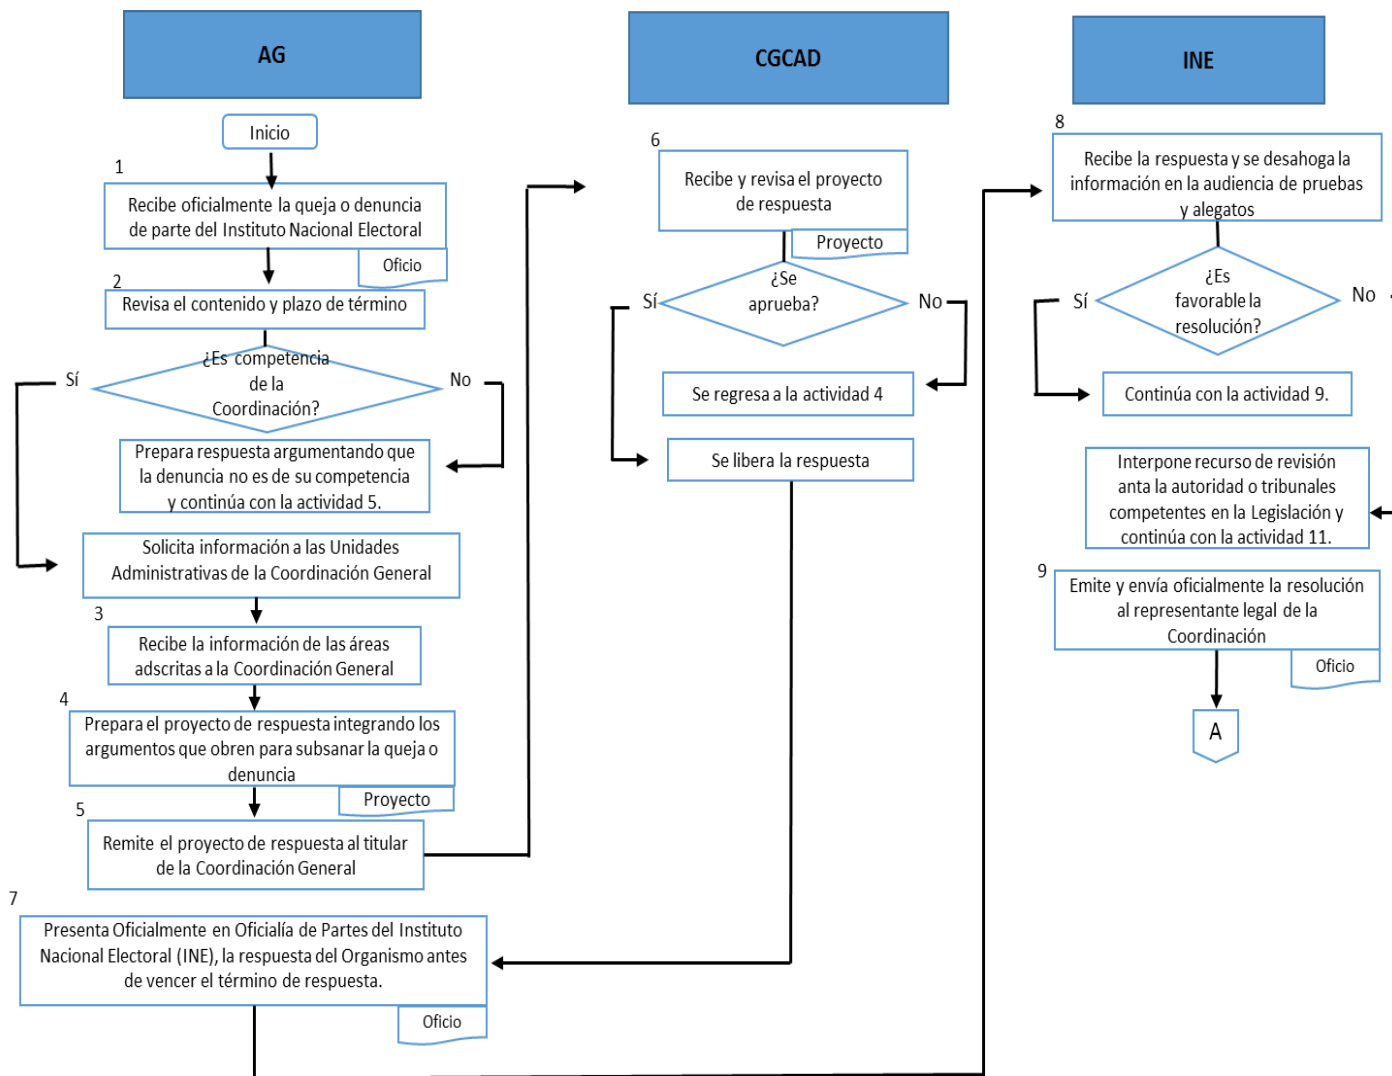 AG
Inicio
1
Recibe oficialmente la queja o denuncia
de parte del Instituto Nacional Electoral
Oficio
2
Revisa el contenido y plazo de término
¿Es competencia
de la
Coordinación?
Sí
No
Prepara respuesta argumentando que
la denuncia no es de su competencia
y continúa con la actividad 5.
Solicita información a las Unidades
Administrativas de la Coordinación General
3
Recibe la información de las áreas
adscritas a la Coordinación General
4
Prepara el proyecto de respuesta integrando los
argumentos que obren para subsanar la queja o
denuncia
Proyecto
5
Remite el proyecto de respuesta al titular
de la Coordinación General
7
Presenta Oficialmente en Oficialía de Partes del Instituto
Nacional Electoral (INE), la respuesta del Organismo antes
de vencer el término de respuesta.
Oficio
CGCAD
6
Recibe y revisa el proyecto
de respuesta
Proyecto
¿Se
aprueba?
Sí
No
Se regresa a la actividad 4
Se libera la respuesta
INE
8
Recibe la respuesta y se desahoga la
información en la audiencia de pruebas
y alegatos
¿Es
favorable la
resolución?
Sí
No
Continúa con la actividad 9.
Interpone recurso de revisión
anta la autoridad o tribunales
competentes en la Legislación y
continúa con la actividad 11.
9
Emite y envía oficialmente la resolución
al representante legal de la
Coordinación
Oficio
A